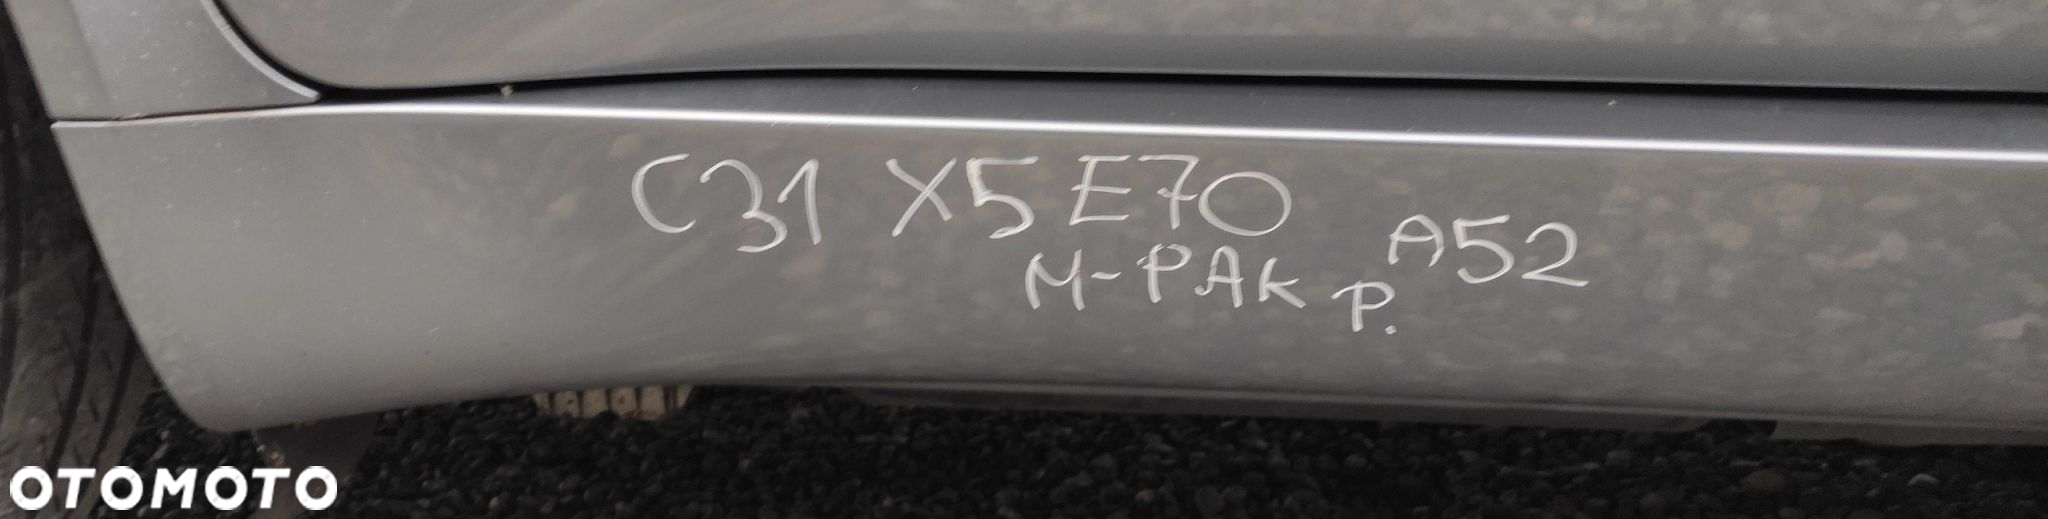 C31 X5 E70
A52
M-PAK P.
OTOMOTO